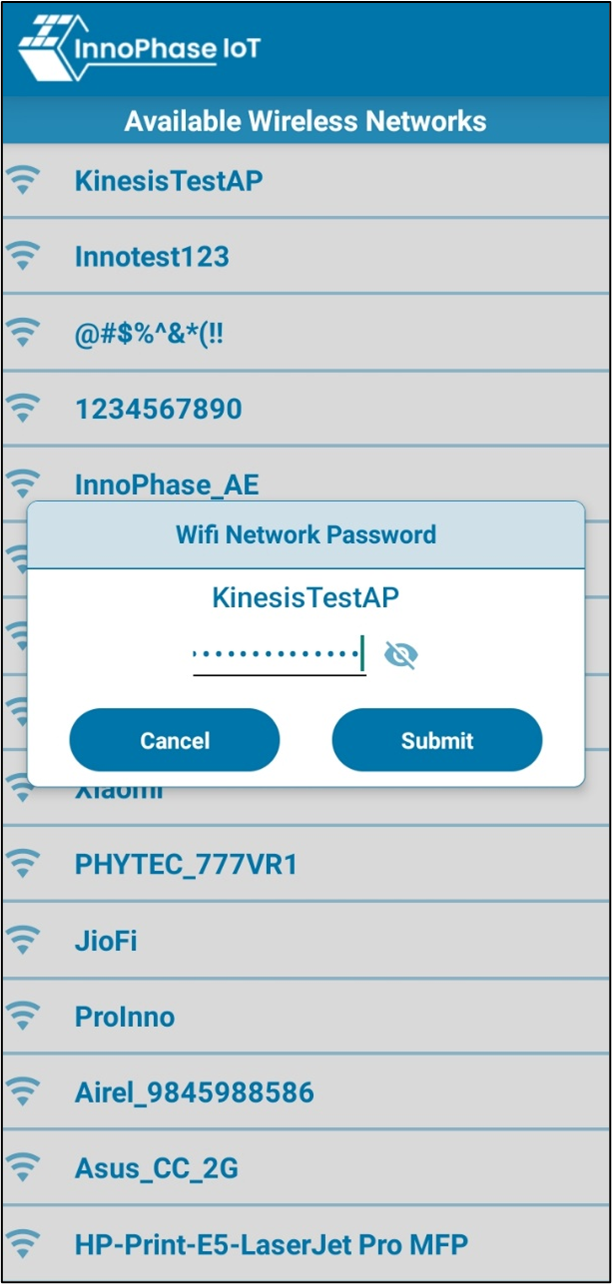 InnoPhase IoT
Available Wireless Networks
KinesisTestAP
Innotest123
@#$%^&*(!!
1234567890
InnoPhase_AE
Wifi Network Password
KinesisTestAP
Cancel
Submit
Xiaomi
PHYTEC_777VR1
JioFi
ProInno
Airel_9845988586
Asus_CC_2G
HP-Print-E5-LaserJet Pro MFP